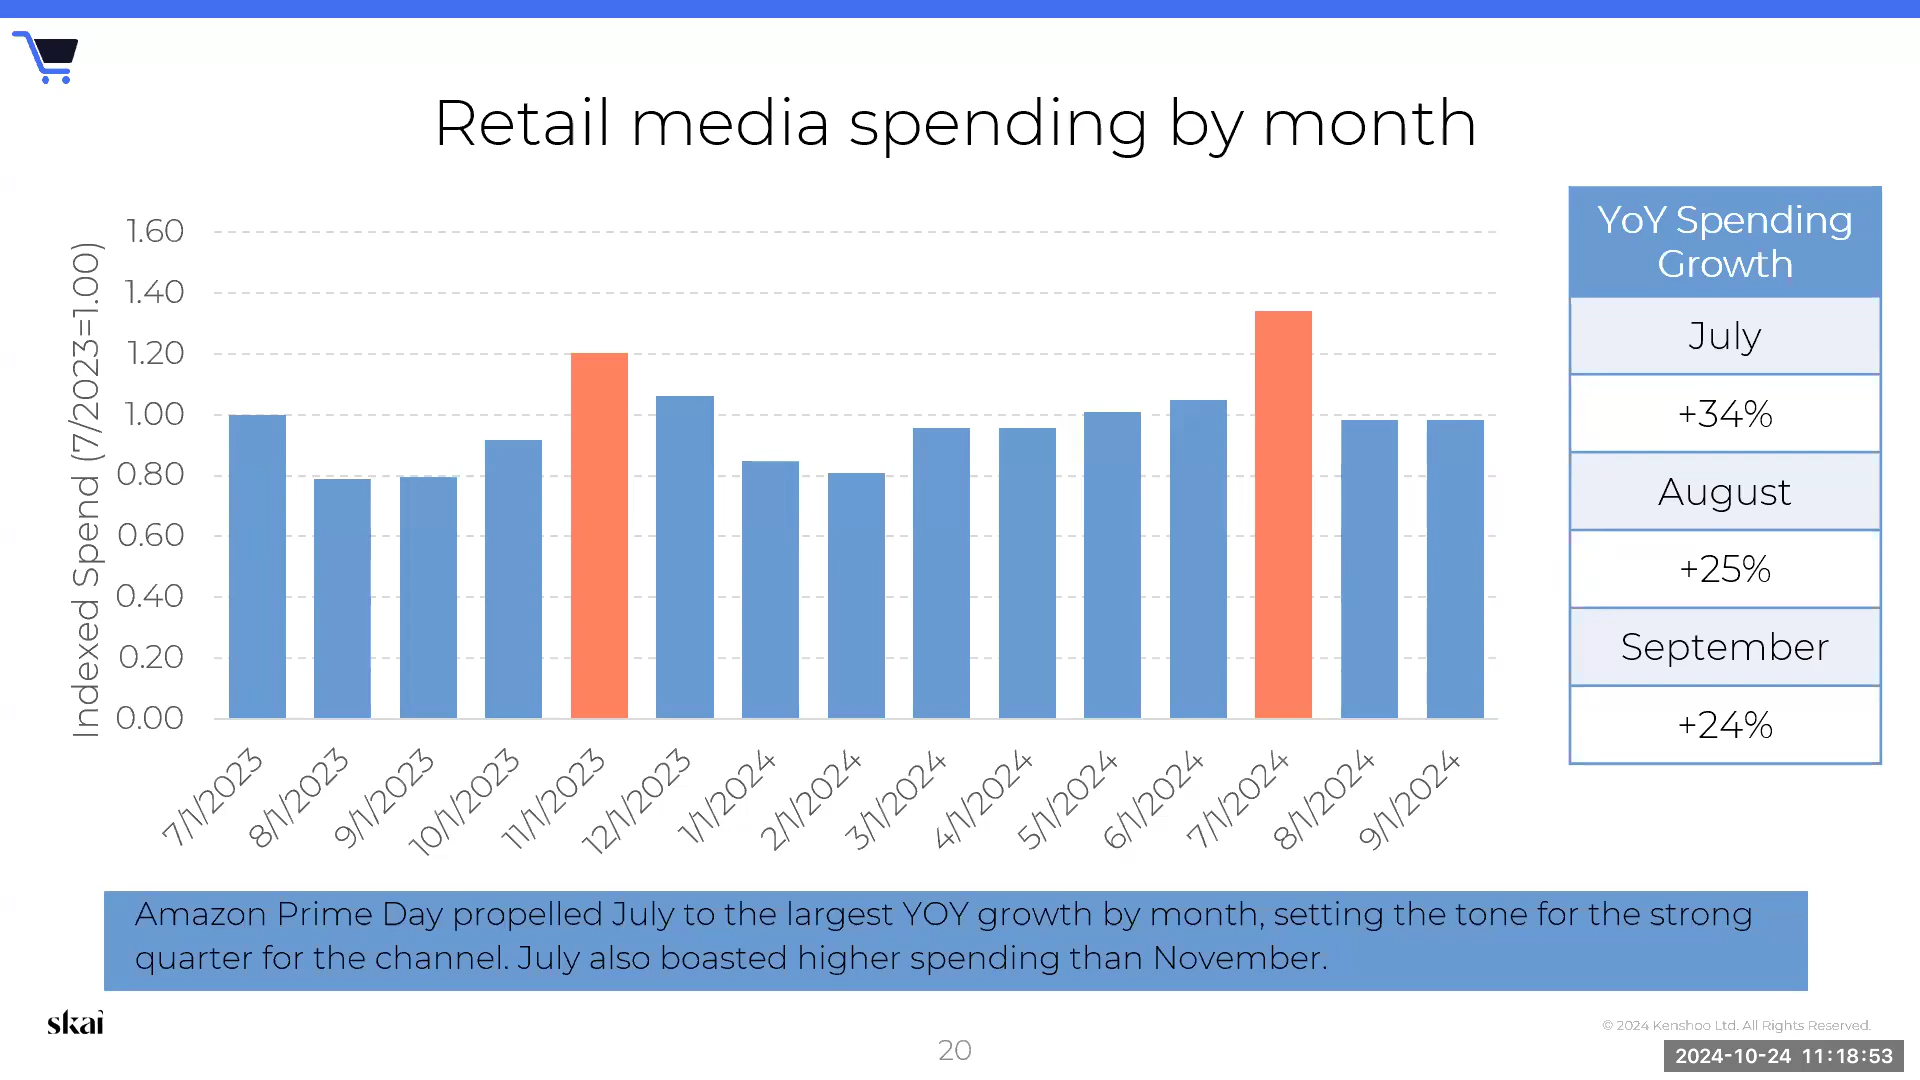 Retail media spending by month
Indexed Spend (7/2023=1.00)
1.60
1.40
1.20
1.00
0.80
0.60
0.40
0.20
0.00
7/1/2023
8/1/2023
9/1/2023
10/1/2023
11/1/2023
12/1/2023
1/1/2024
2/1/2024
3/1/2024
4/1/2024
5/1/2024
6/1/2024
7/1/2024
8/1/2024
9/1/2024
YoY Spending
Growth
July
+34%
August
+25%
September
+24%
Amazon Prime Day propelled July to the largest YOY growth by month, setting the tone for the strong
quarter for the channel. July also boasted higher spending than November.
skai
© 2024 Kenshoo Ltd. All Rights Reserved.
20
2024-10-24 11:18:53